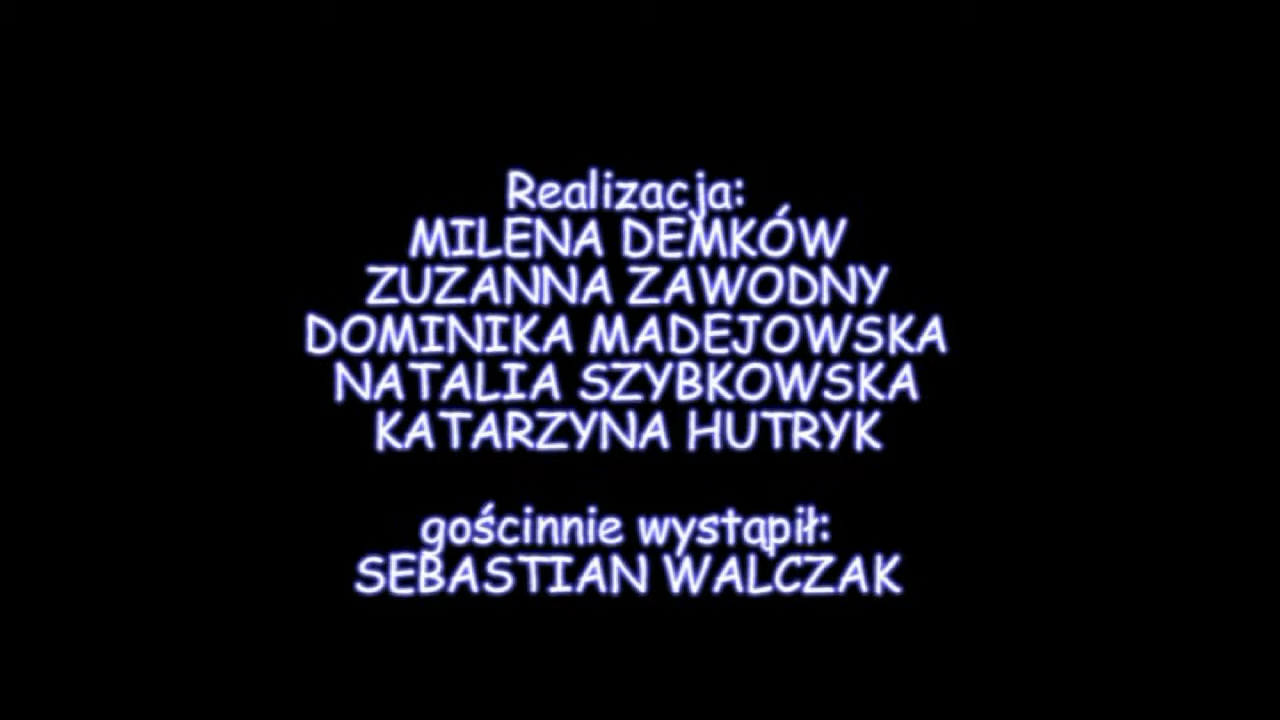 Realizacja:
MILENA DEMKÓW
ZUZANNA ZAWODNY
DOMINIKA MADEJOWSKA
NATALIA SZYBKOWSKA
KATARZYNA HUTRYK
gościnnie wystąpił:
SEBASTIAN WALCZAK